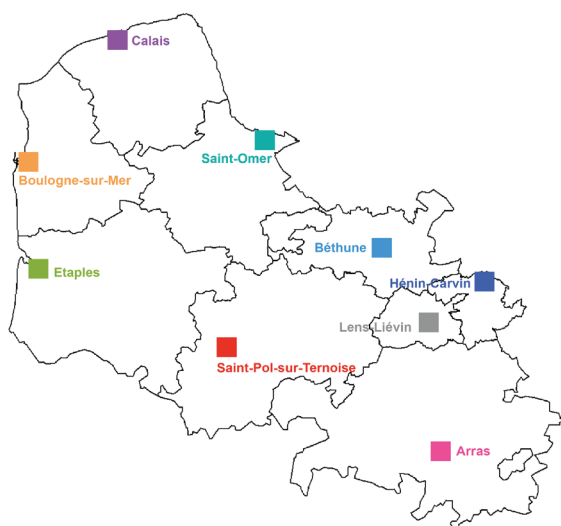 Calais
Saint-Omer
Boulogne-sur-Mer
Béthune
Etaples
Hénin-Carvin
Lens-Liévin
Saint-Pol-sur-Ternoise
Arras